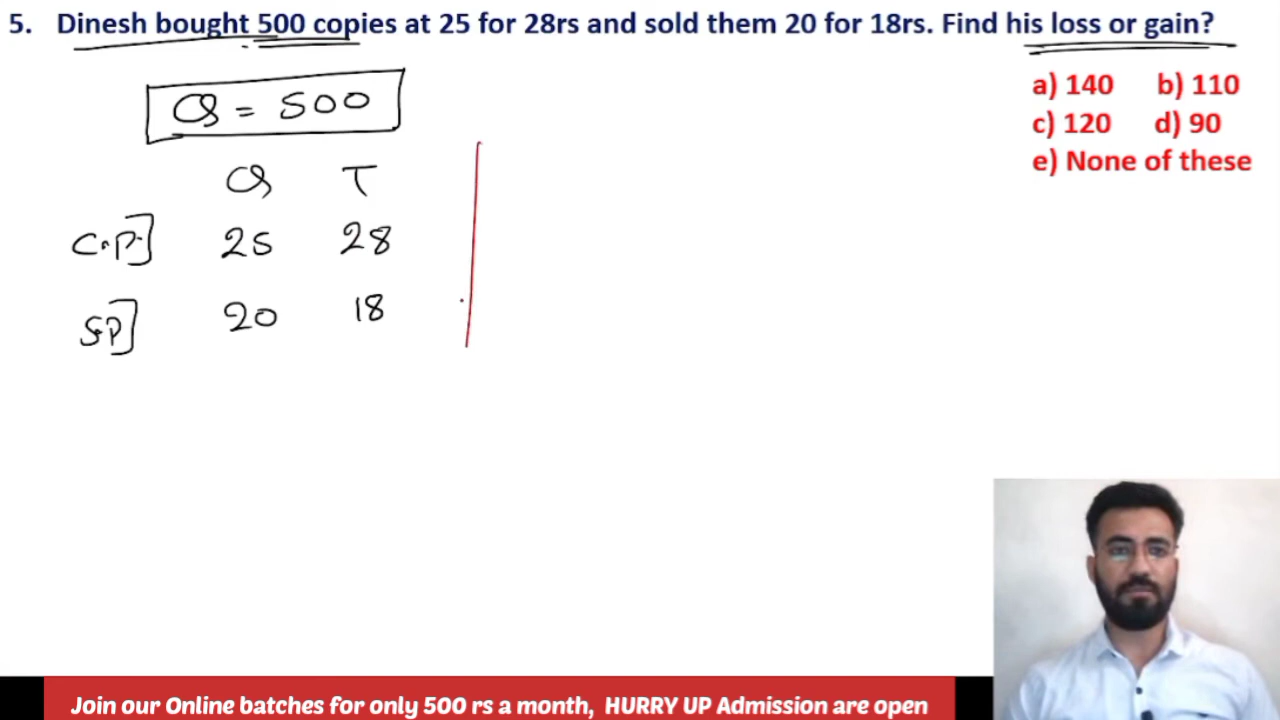 5. Dinesh bought 500 copies at 25 for 28rs and sold them 20 for 18rs. Find his loss or gain?
a) 140 b) 110
c) 120 d) 90
e) None of these
Q = 500
Q T
C.P] 25 28
S.P] 20 18
Join our Online batches for only 500 rs a month, HURRY UP Admission are open